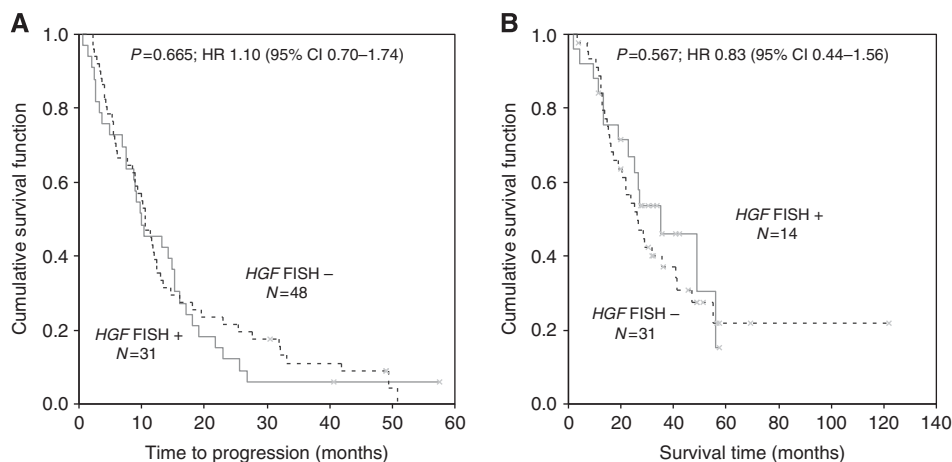 A
P=0.665; HR 1.10 (95% CI 0.70–1.74)
Cumulative survival function
1.0
0.8
0.6
0.4
0.2
0.0
HGF FISH –
N=48
HGF FISH +
N=31
0 10 20 30 40 50 60
Time to progression (months)
B
P=0.567; HR 0.83 (95% CI 0.44–1.56)
Cumulative survival function
1.0
0.8
0.6
0.4
0.2
0.0
HGF FISH +
N=14
HGF FISH –
N=31
0 20 40 60 80 100 120 140
Survival time (months)